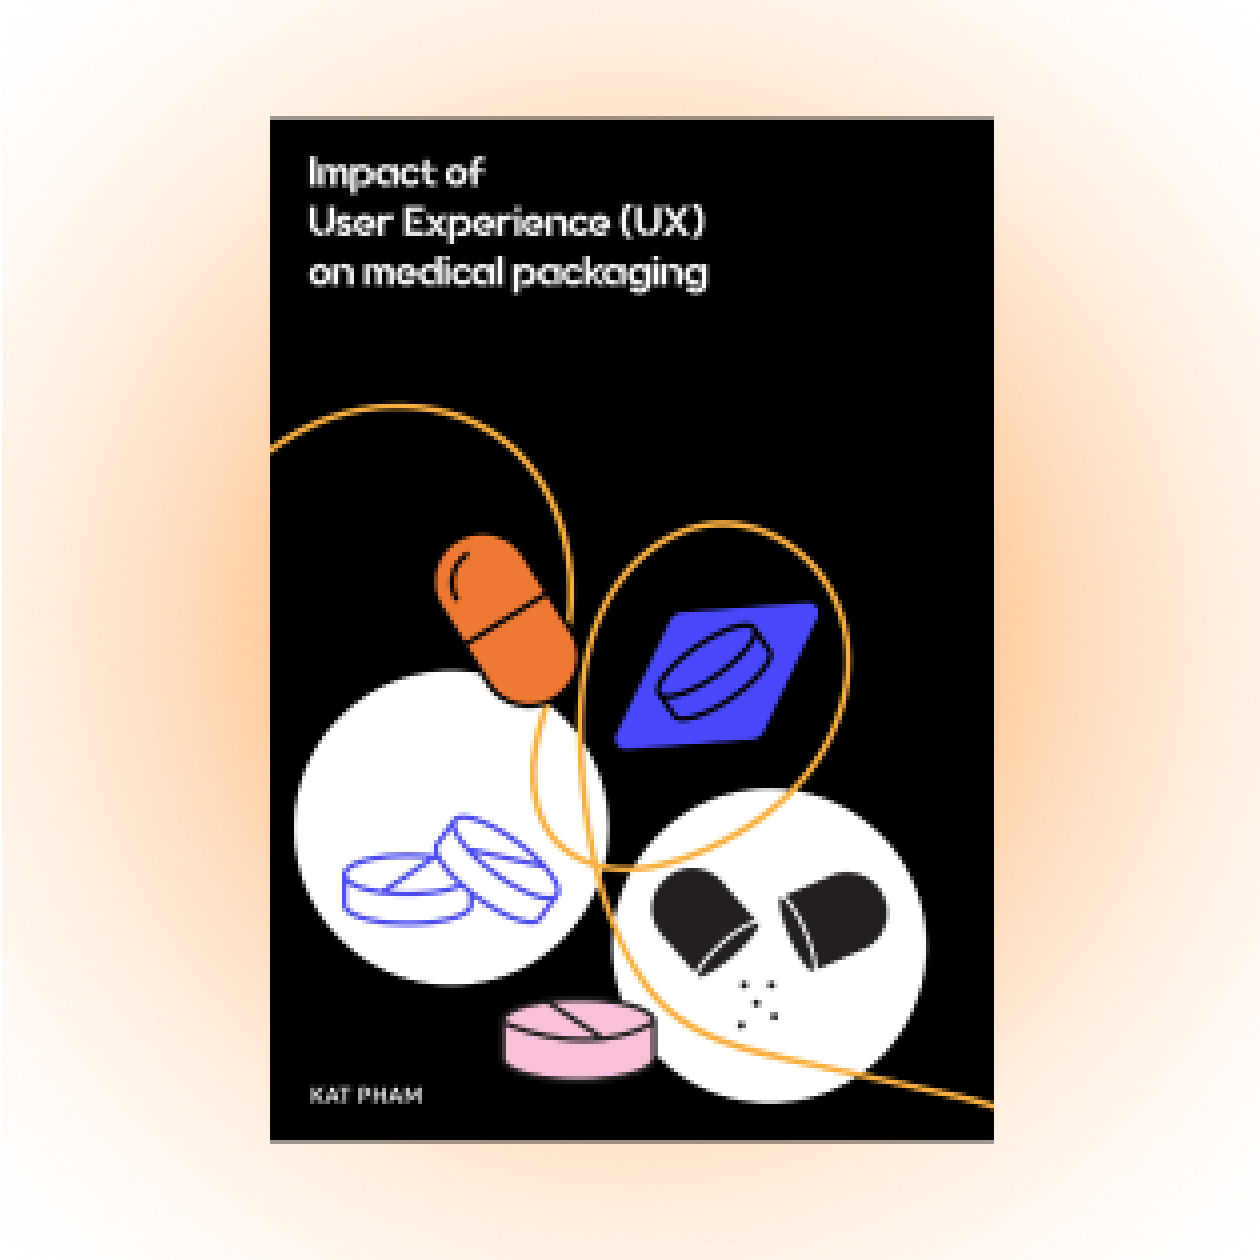 Impact of
User Experience (UX)
on medical packaging
KAT PHAM